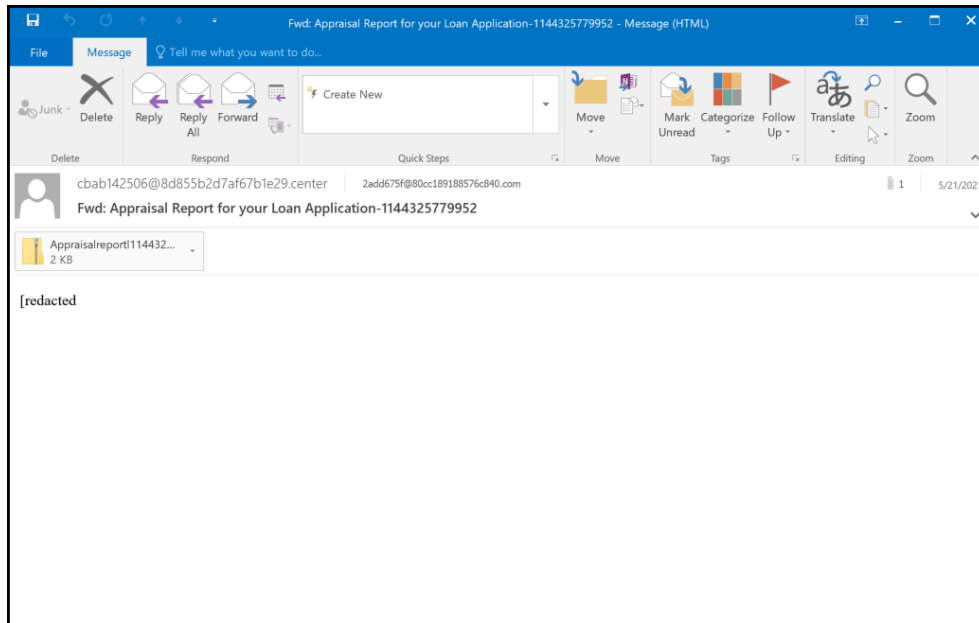 Fwd: Appraisal Report for your Loan Application-1144325779952 - Message (HTML)
File Message Tell me what you want to do...
Junk Delete Reply Reply All Forward Create New Move Mark Unread Categorize Follow Up Translate Zoom
Delete Respond Quick Steps Move Tags Editing Zoom
cbab142506@8d855b2d7af67b1e29.center 2add675f@80cc189188576c840.com 1 5/21/2021
Fwd: Appraisal Report for your Loan Application-1144325779952
Appraisalreportl114432...
2 KB
[redacted